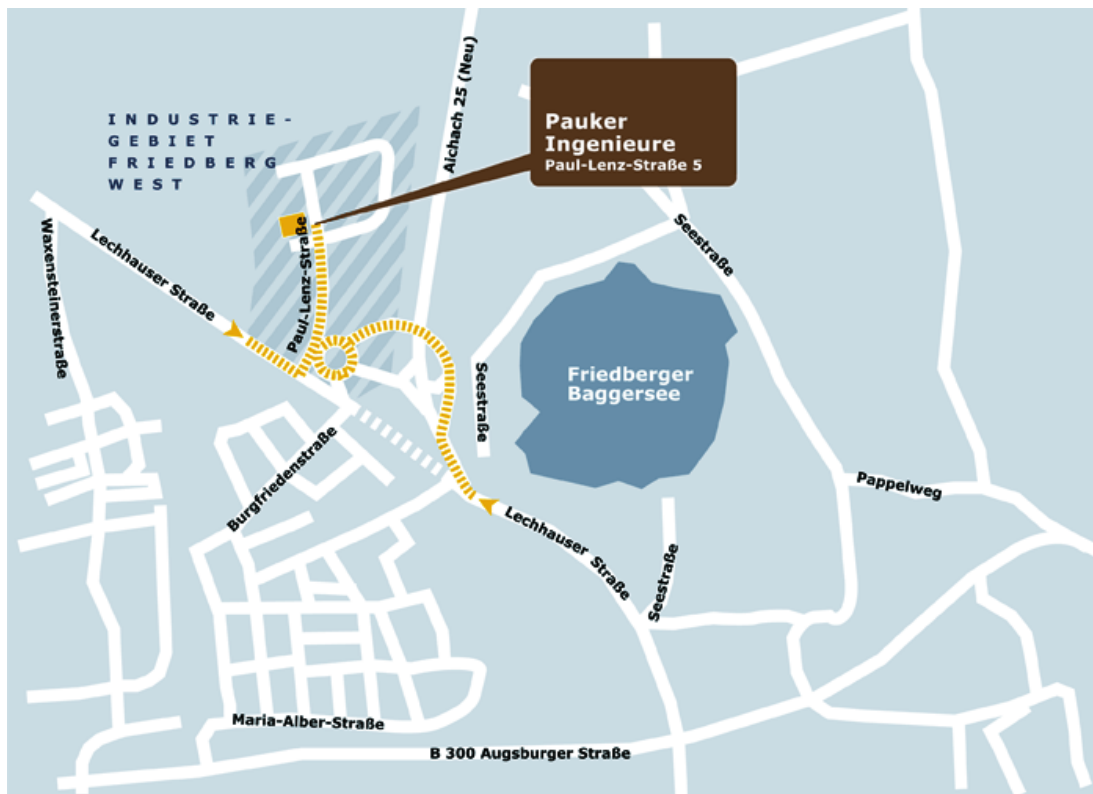 INDUSTRIE-
GEBIET
FRIEDBERG
WEST
Aichach 25 (Neu)
Pauker
Ingenieure
Paul-Lenz-Straße 5
Waxensteinerstraße
Lechhauser Straße
Paul-Lenz-Straße
Seestraße
Seestraße
Friedberger
Baggersee
Burgfriedenstraße
Pappelweg
Lechhauser Straße
Seestraße
Maria-Alber-Straße
B 300 Augsburger Straße